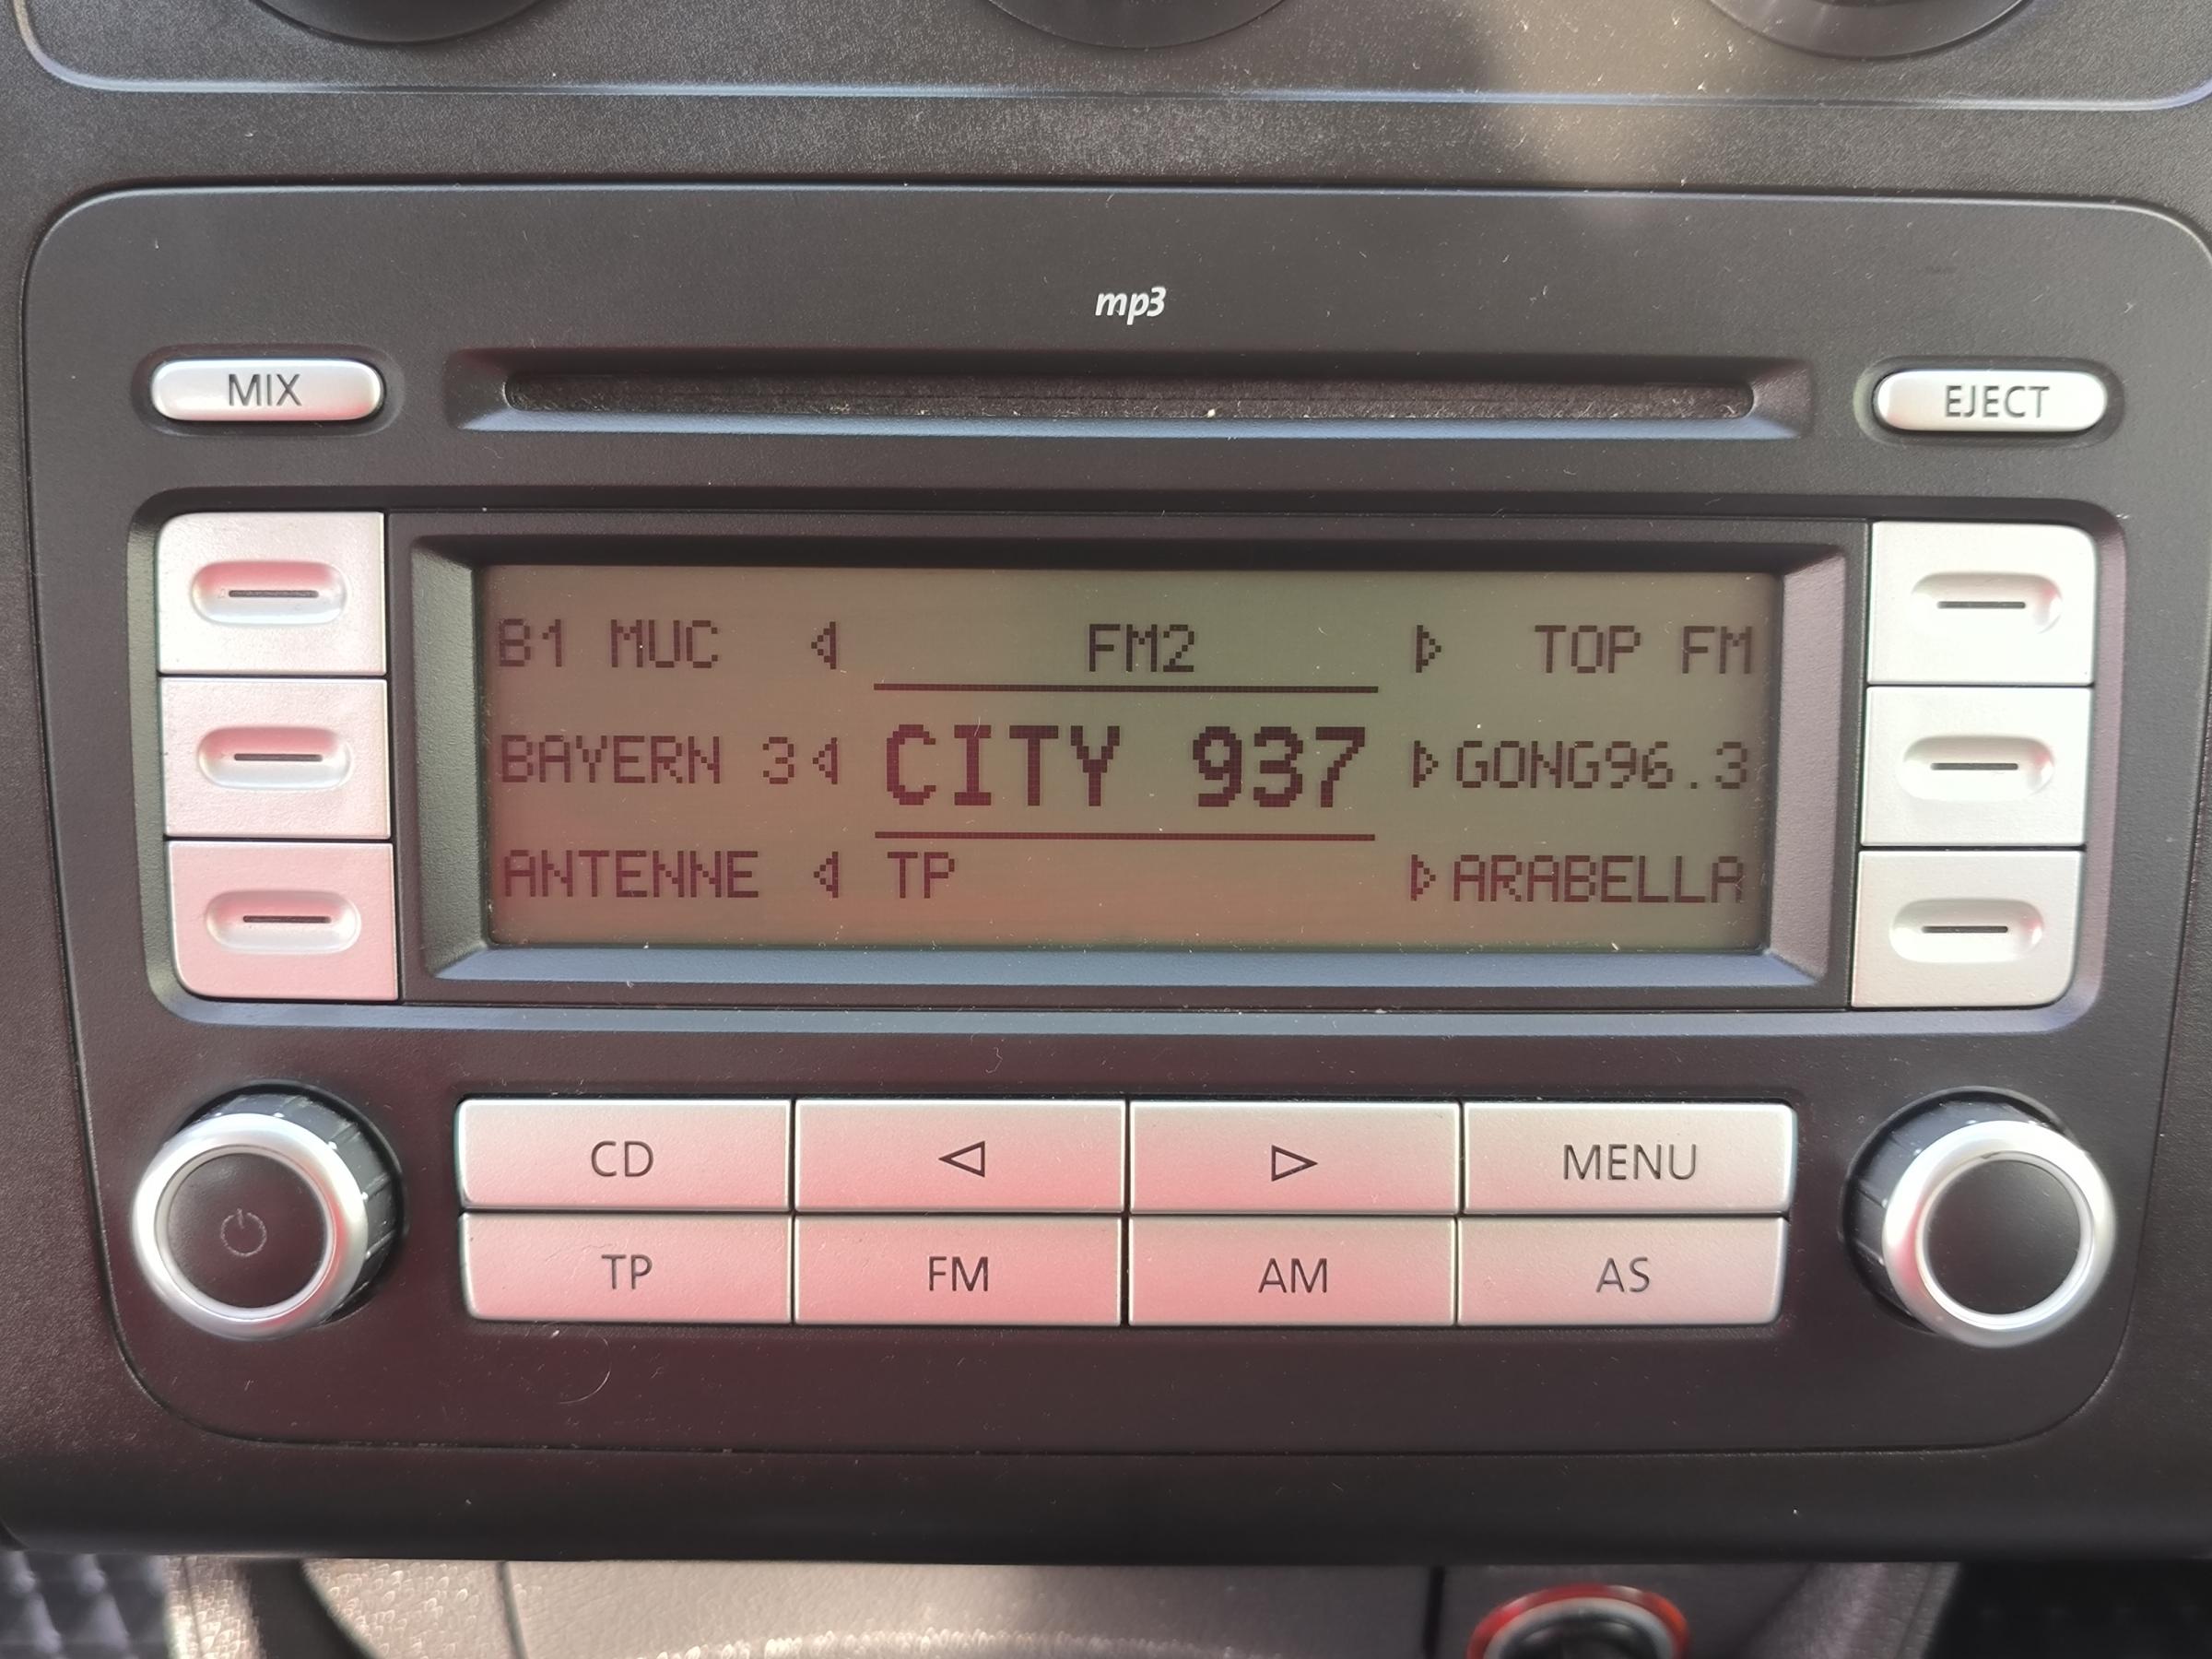 mp3
MIX EJECT
B1 MUC FM2 TOP FM
BAYERN 3 CITY 937 GONG96.3
ANTENNE TP ARABELLA
CD MENU
TP FM AM AS